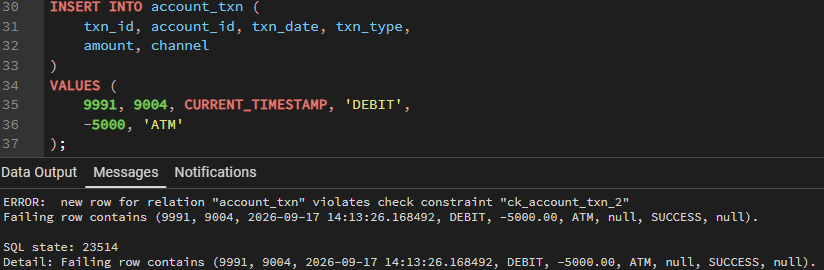 30 INSERT INTO account_txn (
31 txn_id, account_id, txn_date, txn_type,
32 amount, channel
33 )
34 VALUES (
35 9991, 9004, CURRENT_TIMESTAMP, 'DEBIT',
36 -5000, 'ATM'
37 );
Data Output Messages Notifications
ERROR:  new row for relation "account_txn" violates check constraint "ck_account_txn_2"
Failing row contains (9991, 9004, 2026-09-17 14:13:26.168492, DEBIT, -5000.00, ATM, null, SUCCESS, null).
SQL state: 23514
Detail: Failing row contains (9991, 9004, 2026-09-17 14:13:26.168492, DEBIT, -5000.00, ATM, null, SUCCESS, null).